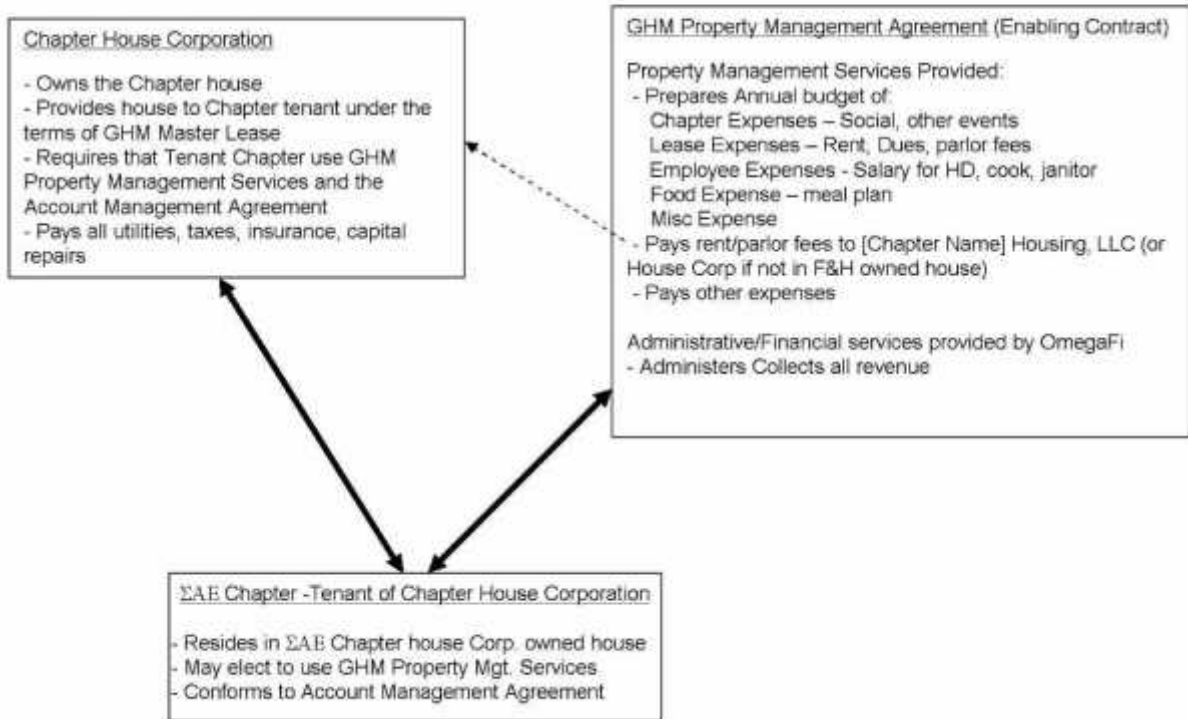 Chapter House Corporation
- Owns the Chapter house
- Provides house to Chapter tenant under the
terms of GHM Master Lease
- Requires that Tenant Chapter use GHM
Property Management Services and the
Account Management Agreement
- Pays all utilities, taxes, insurance, capital
repairs
GHM Property Management Agreement (Enabling Contract)
Property Management Services Provided:
- Prepares Annual budget of:
Chapter Expenses – Social, other events
Lease Expenses – Rent, Dues, parlor fees
Employee Expenses - Salary for HD, cook, janitor
Food Expense – meal plan
Misc Expense
- Pays rent/parlor fees to [Chapter Name] Housing, LLC (or
House Corp if not in F&H owned house)
- Pays other expenses
Administrative/Financial services provided by OmegaFi
- Administers Collects all revenue
ΣΑΕ Chapter -Tenant of Chapter House Corporation
- Resides in ΣΑΕ Chapter house Corp. owned house
- May elect to use GHM Property Mgt. Services
- Conforms to Account Management Agreement